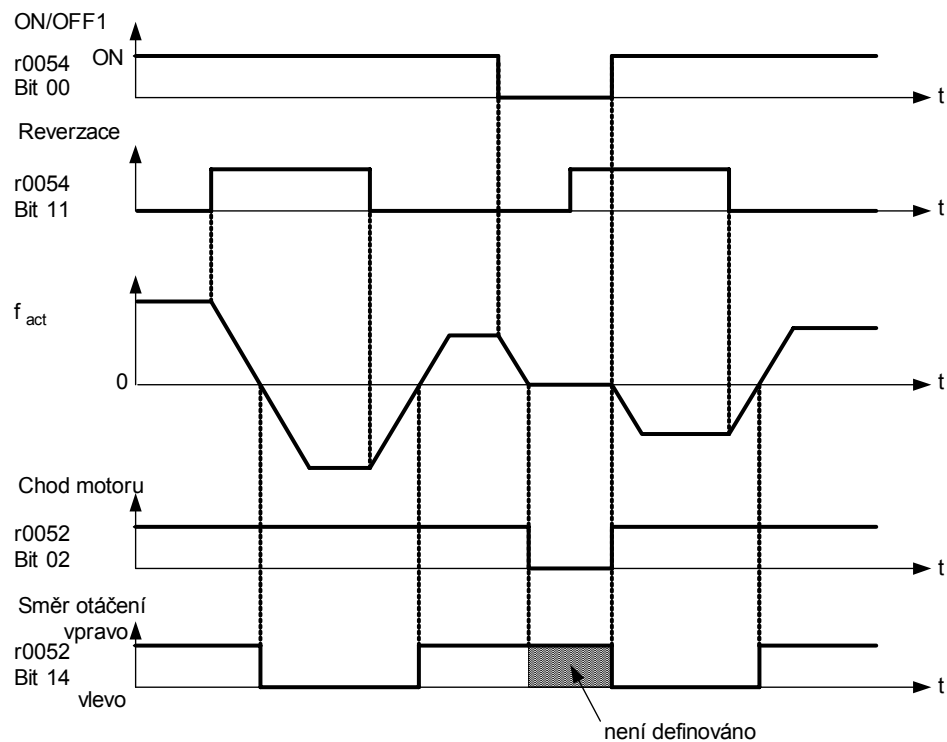 ON/OFF1
r0054 ON
Bit 00
t
Reverzace
r0054
Bit 11
t
f act
0
t
Chod motoru
r0052
Bit 02
t
Směr otáčení
vpravo
r0052
Bit 14
t
vlevo
není definováno